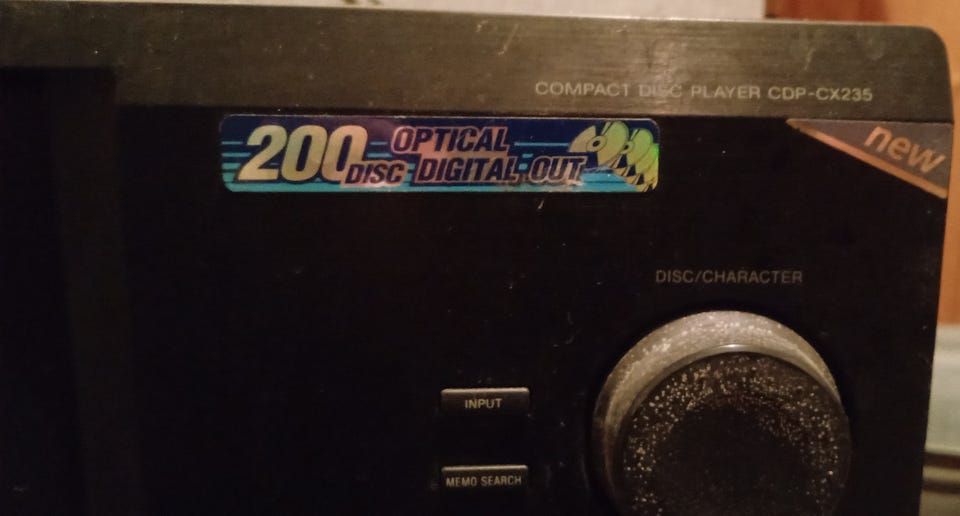 COMPACT DISC PLAYER CDP-CX235
new
200 DISC OPTICAL
DIGITAL OUT
DISC/CHARACTER
INPUT
MEMO SEARCH